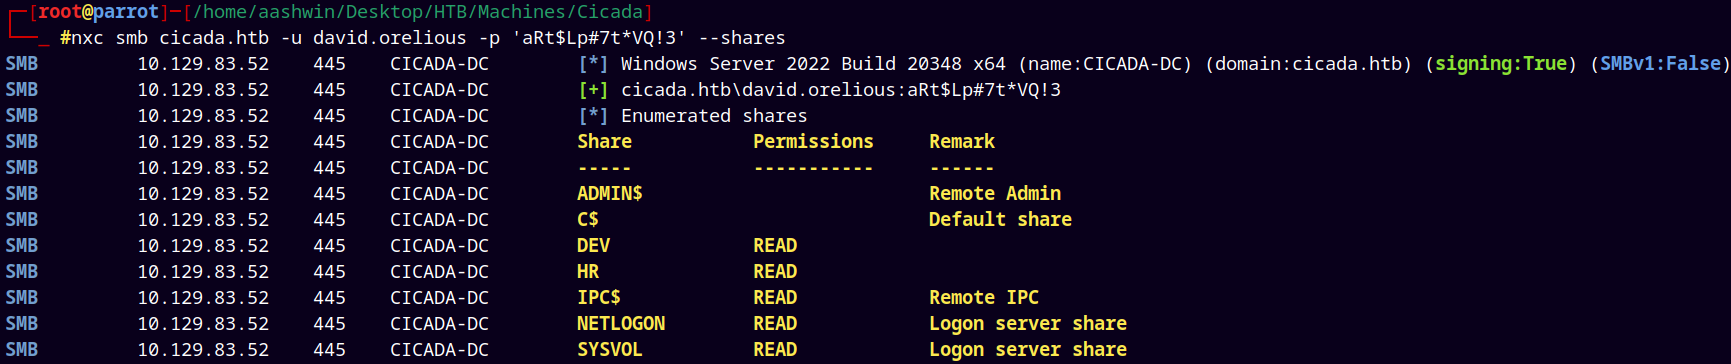 [root@parrot]─[/home/aashwin/Desktop/HTB/Machines/Cicada]
#nxc smb cicada.htb -u david.orelious -p 'aRt$Lp#7t*VQ!3' --shares
SMB 10.129.83.52 445 CICADA-DC [*] Windows Server 2022 Build 20348 x64 (name:CICADA-DC) (domain:cicada.htb) (signing:True) (SMBv1:False)
SMB 10.129.83.52 445 CICADA-DC [+] cicada.htb\david.orelious:aRt$Lp#7t*VQ!3
SMB 10.129.83.52 445 CICADA-DC [*] Enumerated shares
SMB 10.129.83.52 445 CICADA-DC Share Permissions Remark
SMB 10.129.83.52 445 CICADA-DC ----- ----------- ------
SMB 10.129.83.52 445 CICADA-DC ADMIN$ Remote Admin
SMB 10.129.83.52 445 CICADA-DC C$ Default share
SMB 10.129.83.52 445 CICADA-DC DEV READ
SMB 10.129.83.52 445 CICADA-DC HR READ
SMB 10.129.83.52 445 CICADA-DC IPC$ READ Remote IPC
SMB 10.129.83.52 445 CICADA-DC NETLOGON READ Logon server share
SMB 10.129.83.52 445 CICADA-DC SYSVOL READ Logon server share